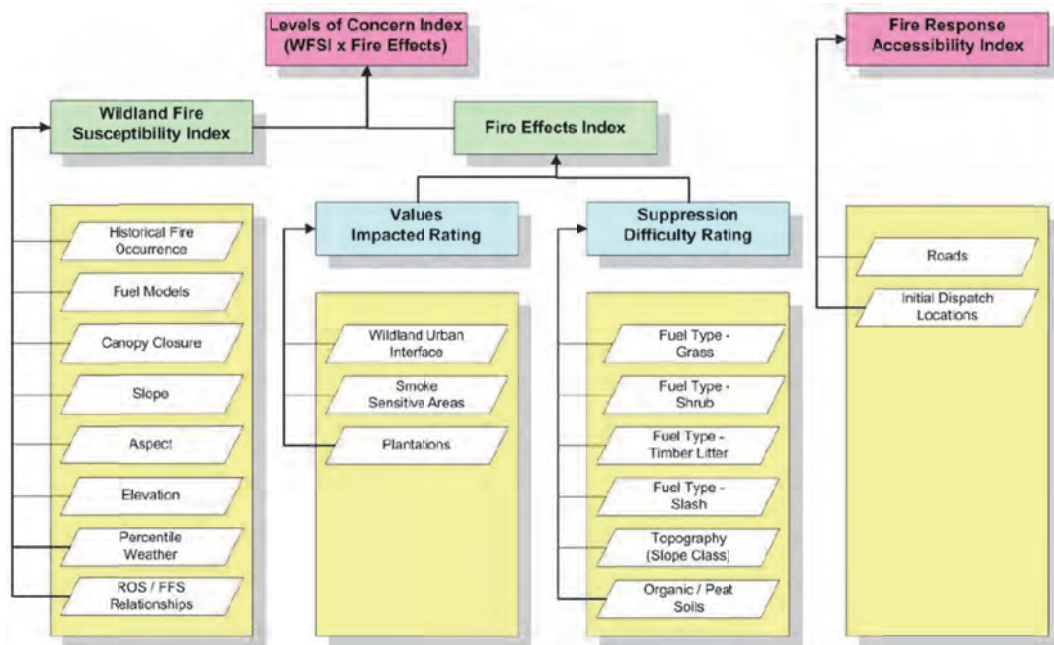 Levels of Concern Index
(WFSI x Fire Effects)
Fire Response
Accessibility Index
Wildland Fire
Susceptibility Index
Fire Effects Index
Values
Impacted Rating
Suppression
Difficulty Rating
Historical Fire
Occurrence
Fuel Models
Canopy Closure
Slope
Aspect
Elevation
Percentile
Weather
ROS / FFS
Relationships
Wildland Urban
Interface
Smoke
Sensitive Areas
Plantations
Fuel Type -
Grass
Fuel Type -
Shrub
Fuel Type -
Timber Litter
Fuel Type -
Slash
Topography
(Slope Class)
Organic / Peat
Soils
Roads
Initial Dispatch
Locations